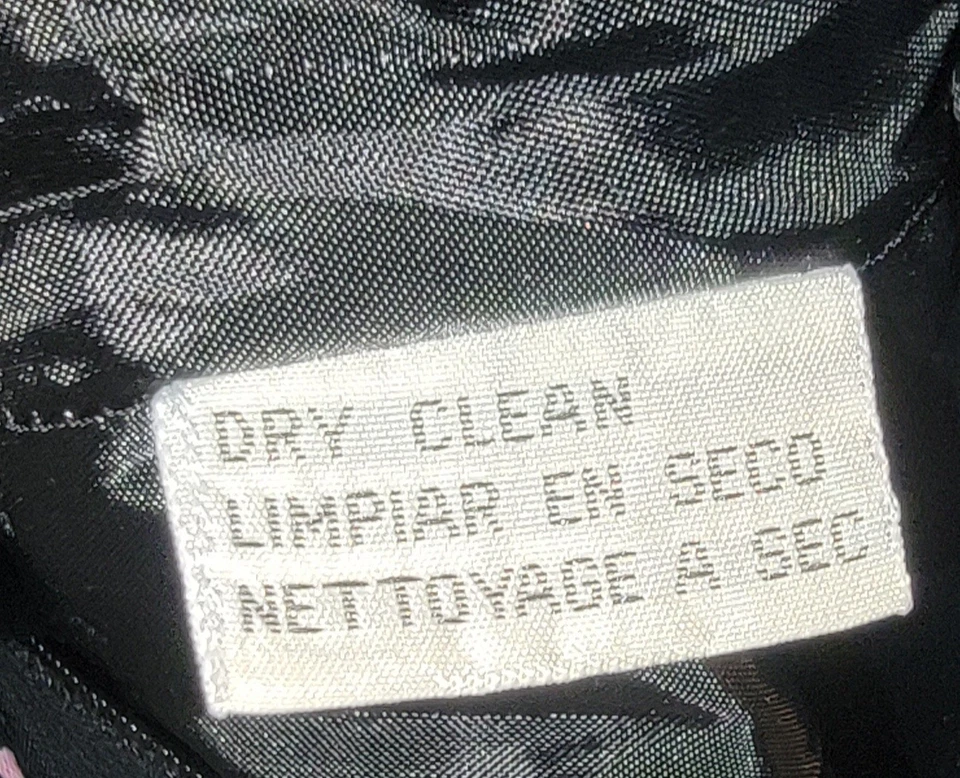 DRY CLEAN
LIMPIAR EN SECO
NETTOYAGE A SEC